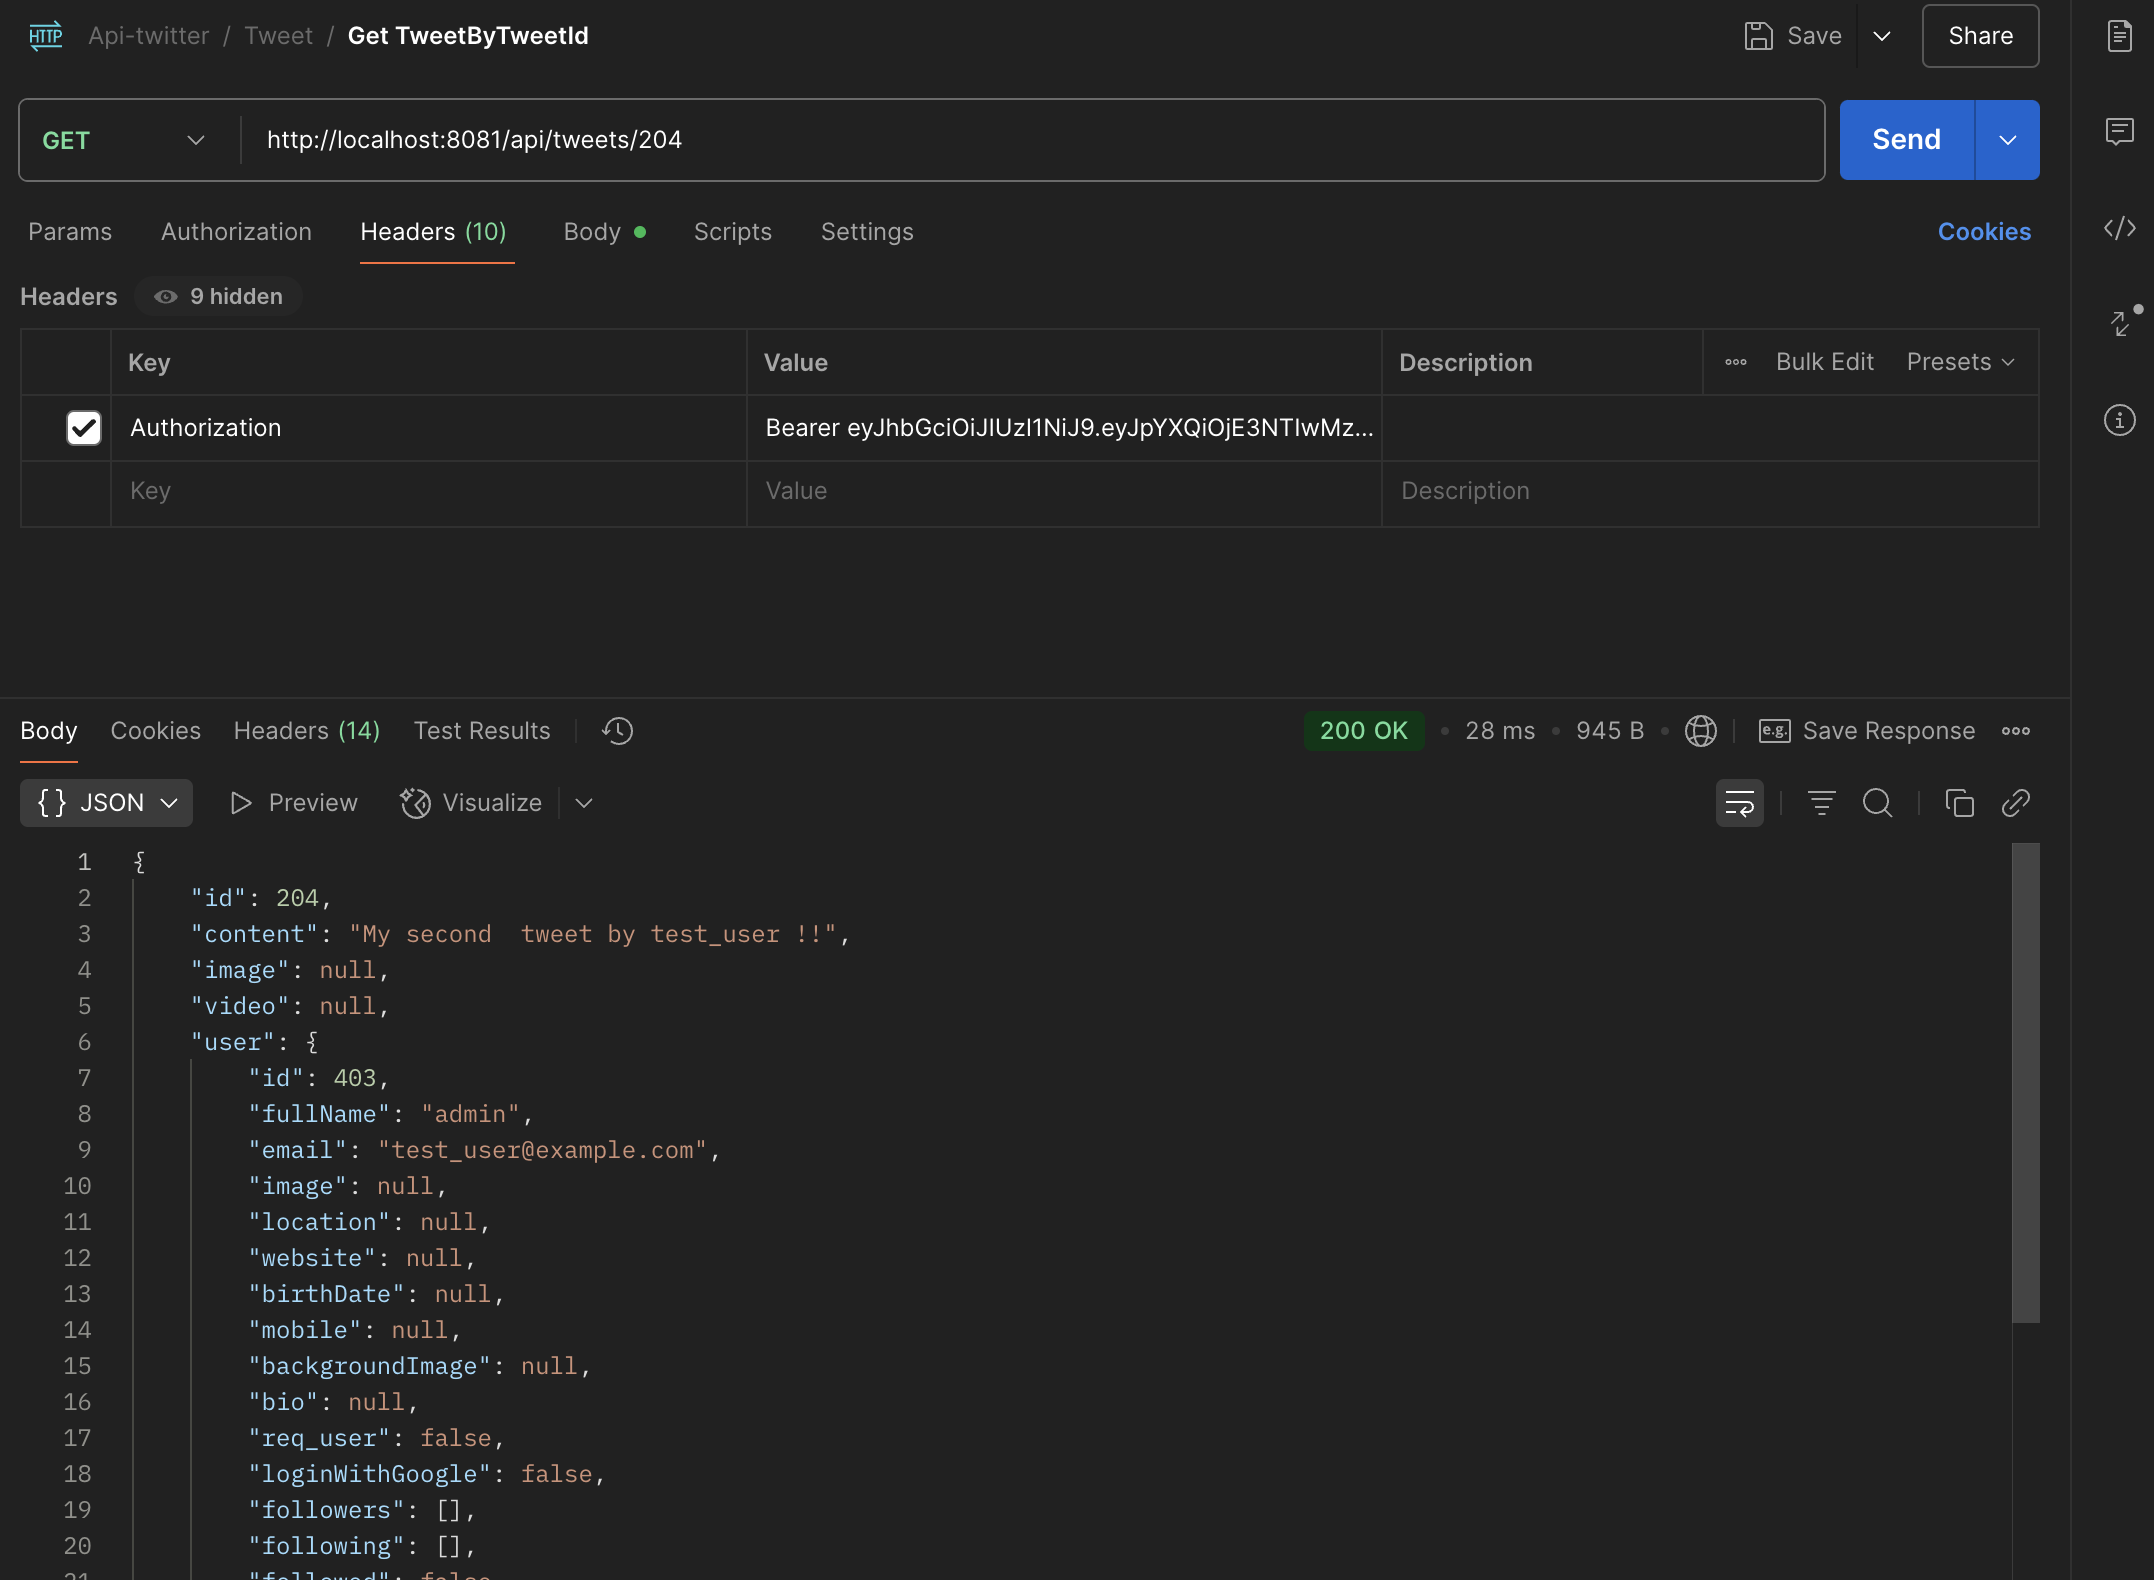 HTTP Api-twitter / Tweet / Get TweetByTweetId Save Share
GET http://localhost:8081/api/tweets/204 Send
Params Authorization Headers (10) Body Scripts Settings Cookies
Headers 9 hidden
Key Value Description Bulk Edit Presets
Authorization Bearer eyJhbGciOiJIUzI1NiJ9.eyJpYXQiOjE3NTIwMz...
Key Value Description
Body Cookies Headers (14) Test Results 200 OK • 28 ms • 945 B • e.g. Save Response
{ } JSON Preview Visualize
1 {
2 "id": 204,
3 "content": "My second  tweet by test_user !!",
4 "image": null,
5 "video": null,
6 "user": {
7 "id": 403,
8 "fullName": "admin",
9 "email": "test_user@example.com",
10 "image": null,
11 "location": null,
12 "website": null,
13 "birthDate": null,
14 "mobile": null,
15 "backgroundImage": null,
16 "bio": null,
17 "req_user": false,
18 "loginWithGoogle": false,
19 "followers": [],
20 "following": [],
21 "followed": false